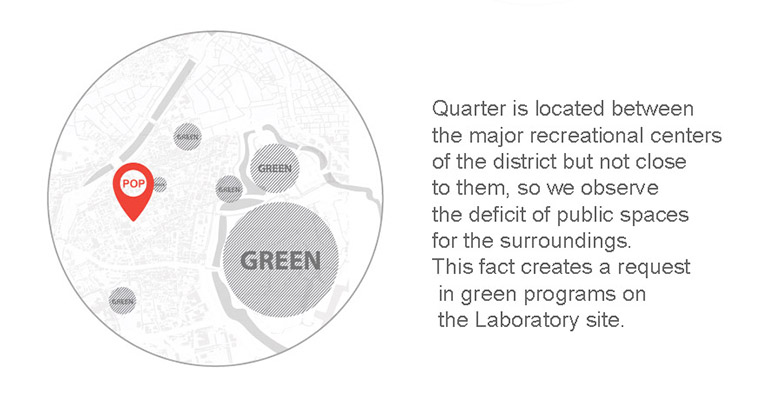 GREEN
GREEN
POP
GREEN
GREEN
GREEN
Quarter is located between
the major recreational centers
of the district but not close
to them, so we observe
the deficit of public spaces
for the surroundings.
This fact creates a request
in green programs on
the Laboratory site.